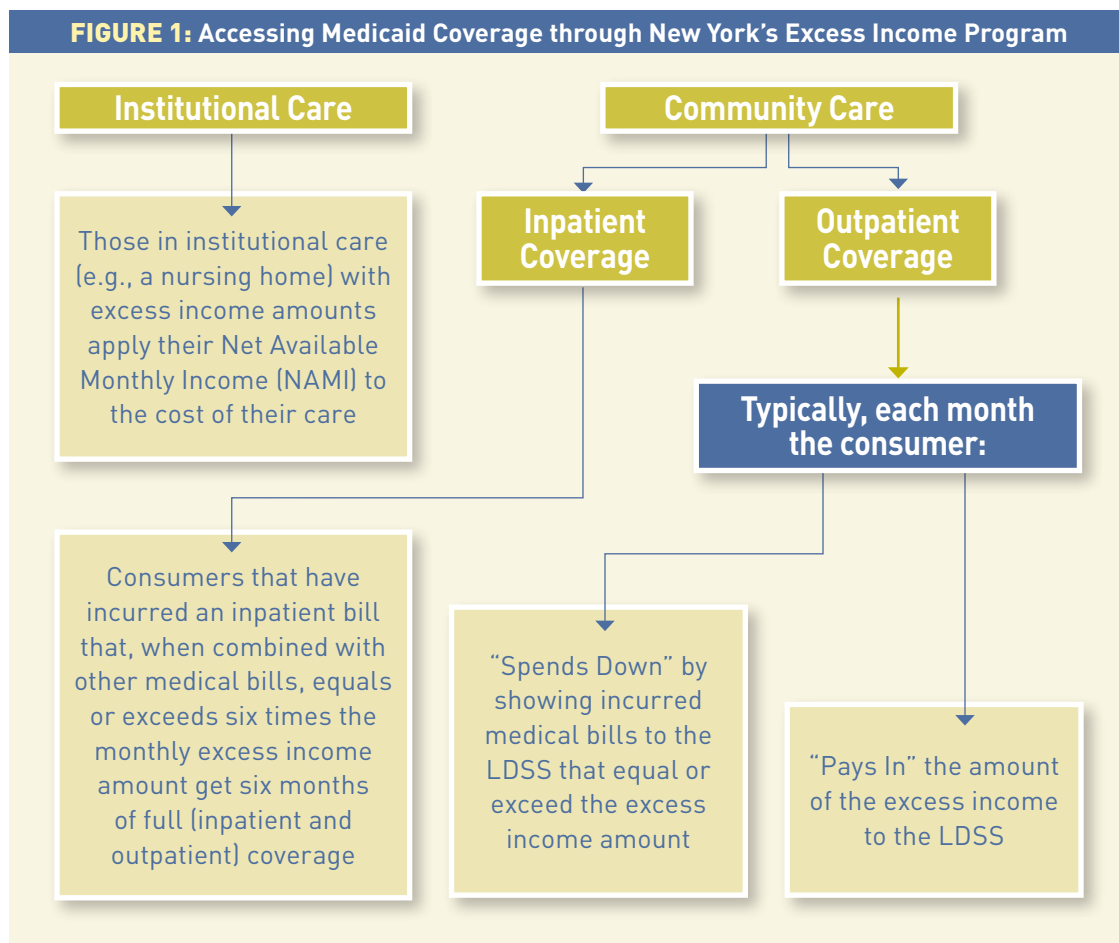 FIGURE 1: Accessing Medicaid Coverage through New York's Excess Income Program
Institutional Care
Those in institutional care
(e.g., a nursing home) with
excess income amounts
apply their Net Available
Monthly Income (NAMI) to
the cost of their care
Community Care
Inpatient
Coverage
Consumers that have
incurred an inpatient bill
that, when combined with
other medical bills, equals
or exceeds six times the
monthly excess income
amount get six months
of full (inpatient and
outpatient) coverage
Outpatient
Coverage
Typically, each month
the consumer:
“Spends Down” by
showing incurred
medical bills to the
LDSS that equal or
exceed the excess
income amount
“Pays In” the amount
of the excess income
to the LDSS